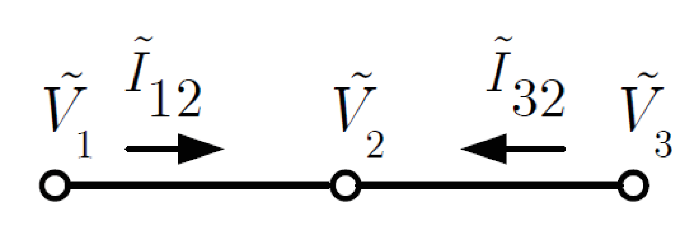 Ṽ₁ Ĩ₁₂ Ṽ₂ Ĩ₃₂ Ṽ₃